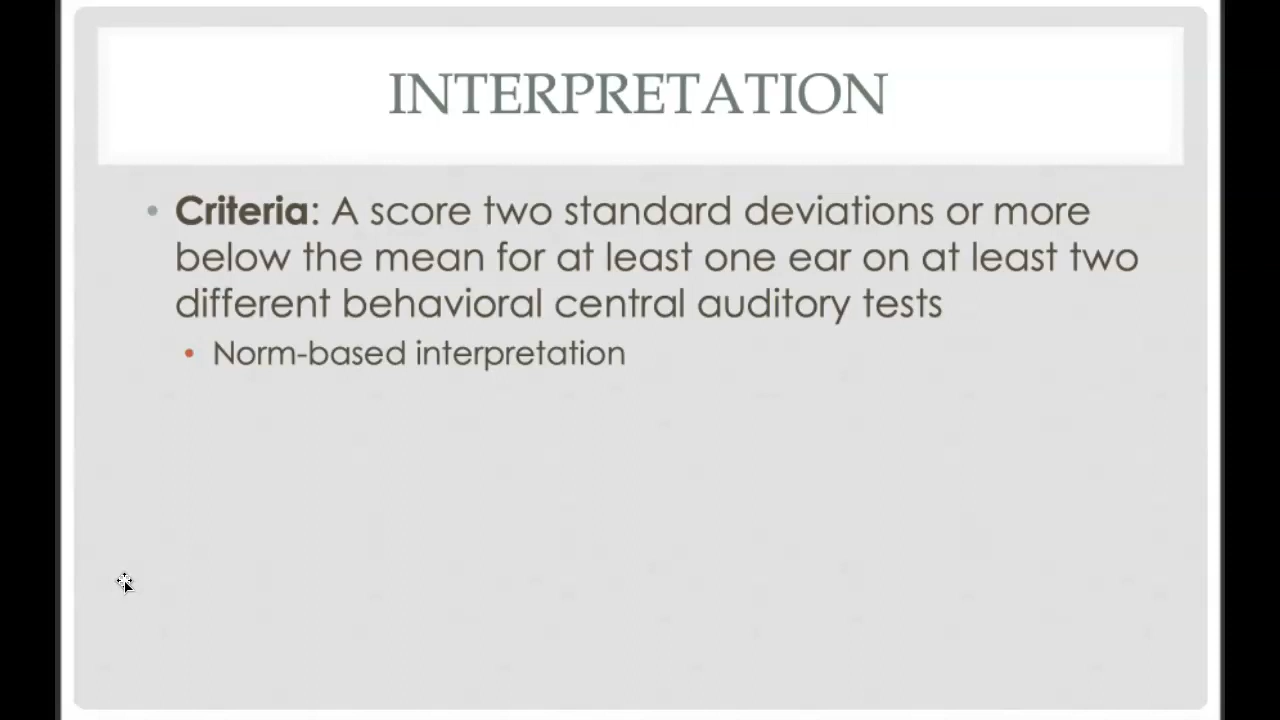 INTERPRETATION
• Criteria: A score two standard deviations or more
below the mean for at least one ear on at least two
different behavioral central auditory tests
• Norm-based interpretation